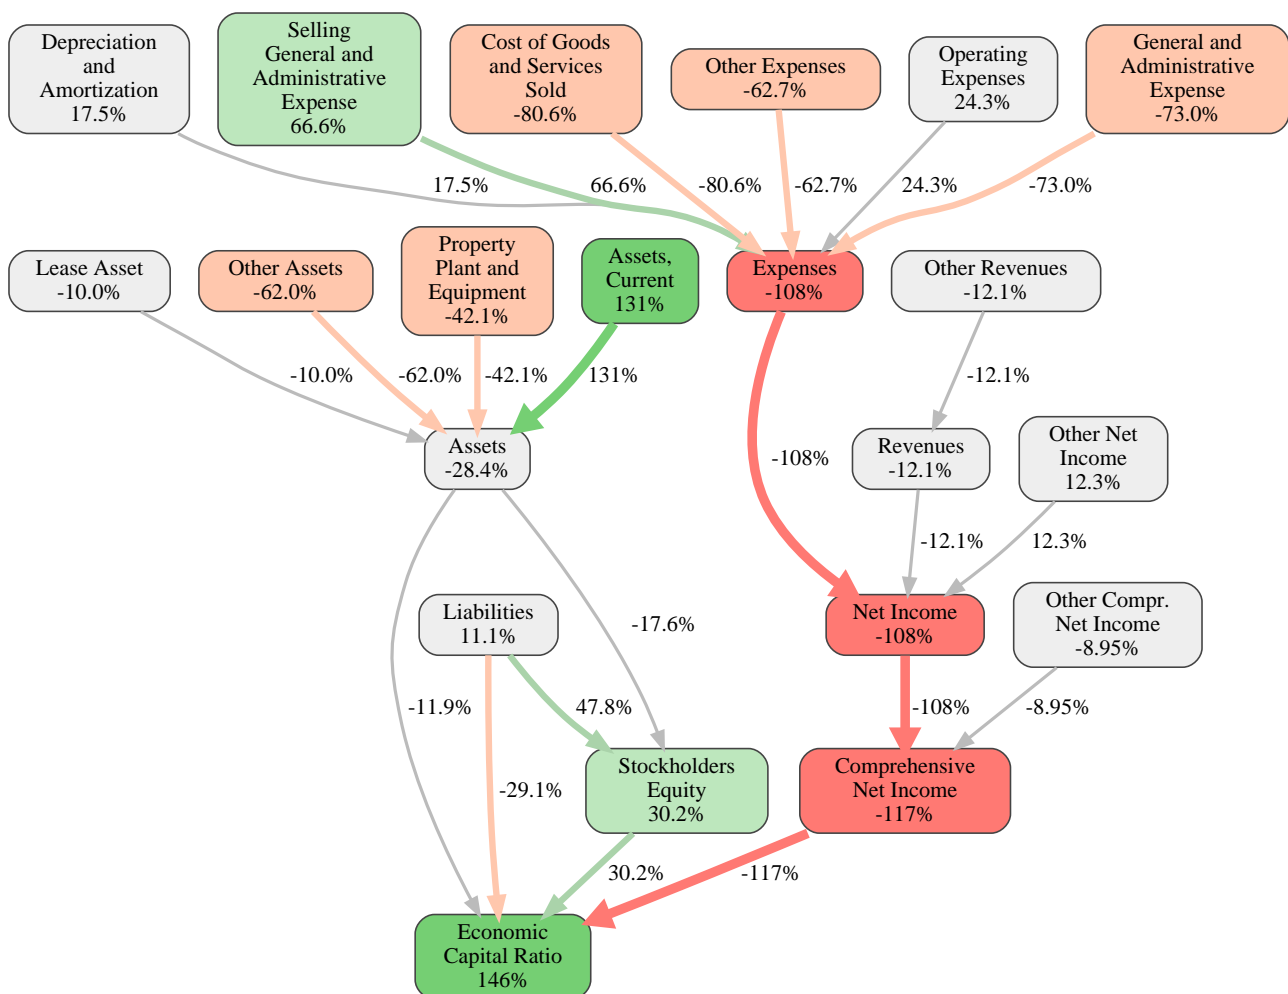 Depreciation
and
Amortization
17.5%
Selling
General and
Administrative
Expense
66.6%
Cost of Goods
and Services
Sold
-80.6%
Other Expenses
-62.7%
Operating
Expenses
24.3%
General and
Administrative
Expense
-73.0%
17.5%
66.6%
-80.6%
-62.7%
24.3%
-73.0%
Lease Asset
-10.0%
Other Assets
-62.0%
Property
Plant and
Equipment
-42.1%
Assets,
Current
131%
Expenses
-108%
Other Revenues
-12.1%
-10.0%
-62.0%
-42.1%
131%
-12.1%
Assets
-28.4%
-108%
Revenues
-12.1%
Other Net
Income
12.3%
-12.1%
12.3%
Liabilities
11.1%
-17.6%
Net Income
-108%
Other Compr.
Net Income
-8.95%
-11.9%
47.8%
-108%
-8.95%
-29.1%
Stockholders
Equity
30.2%
Comprehensive
Net Income
-117%
30.2%
-117%
Economic
Capital Ratio
146%